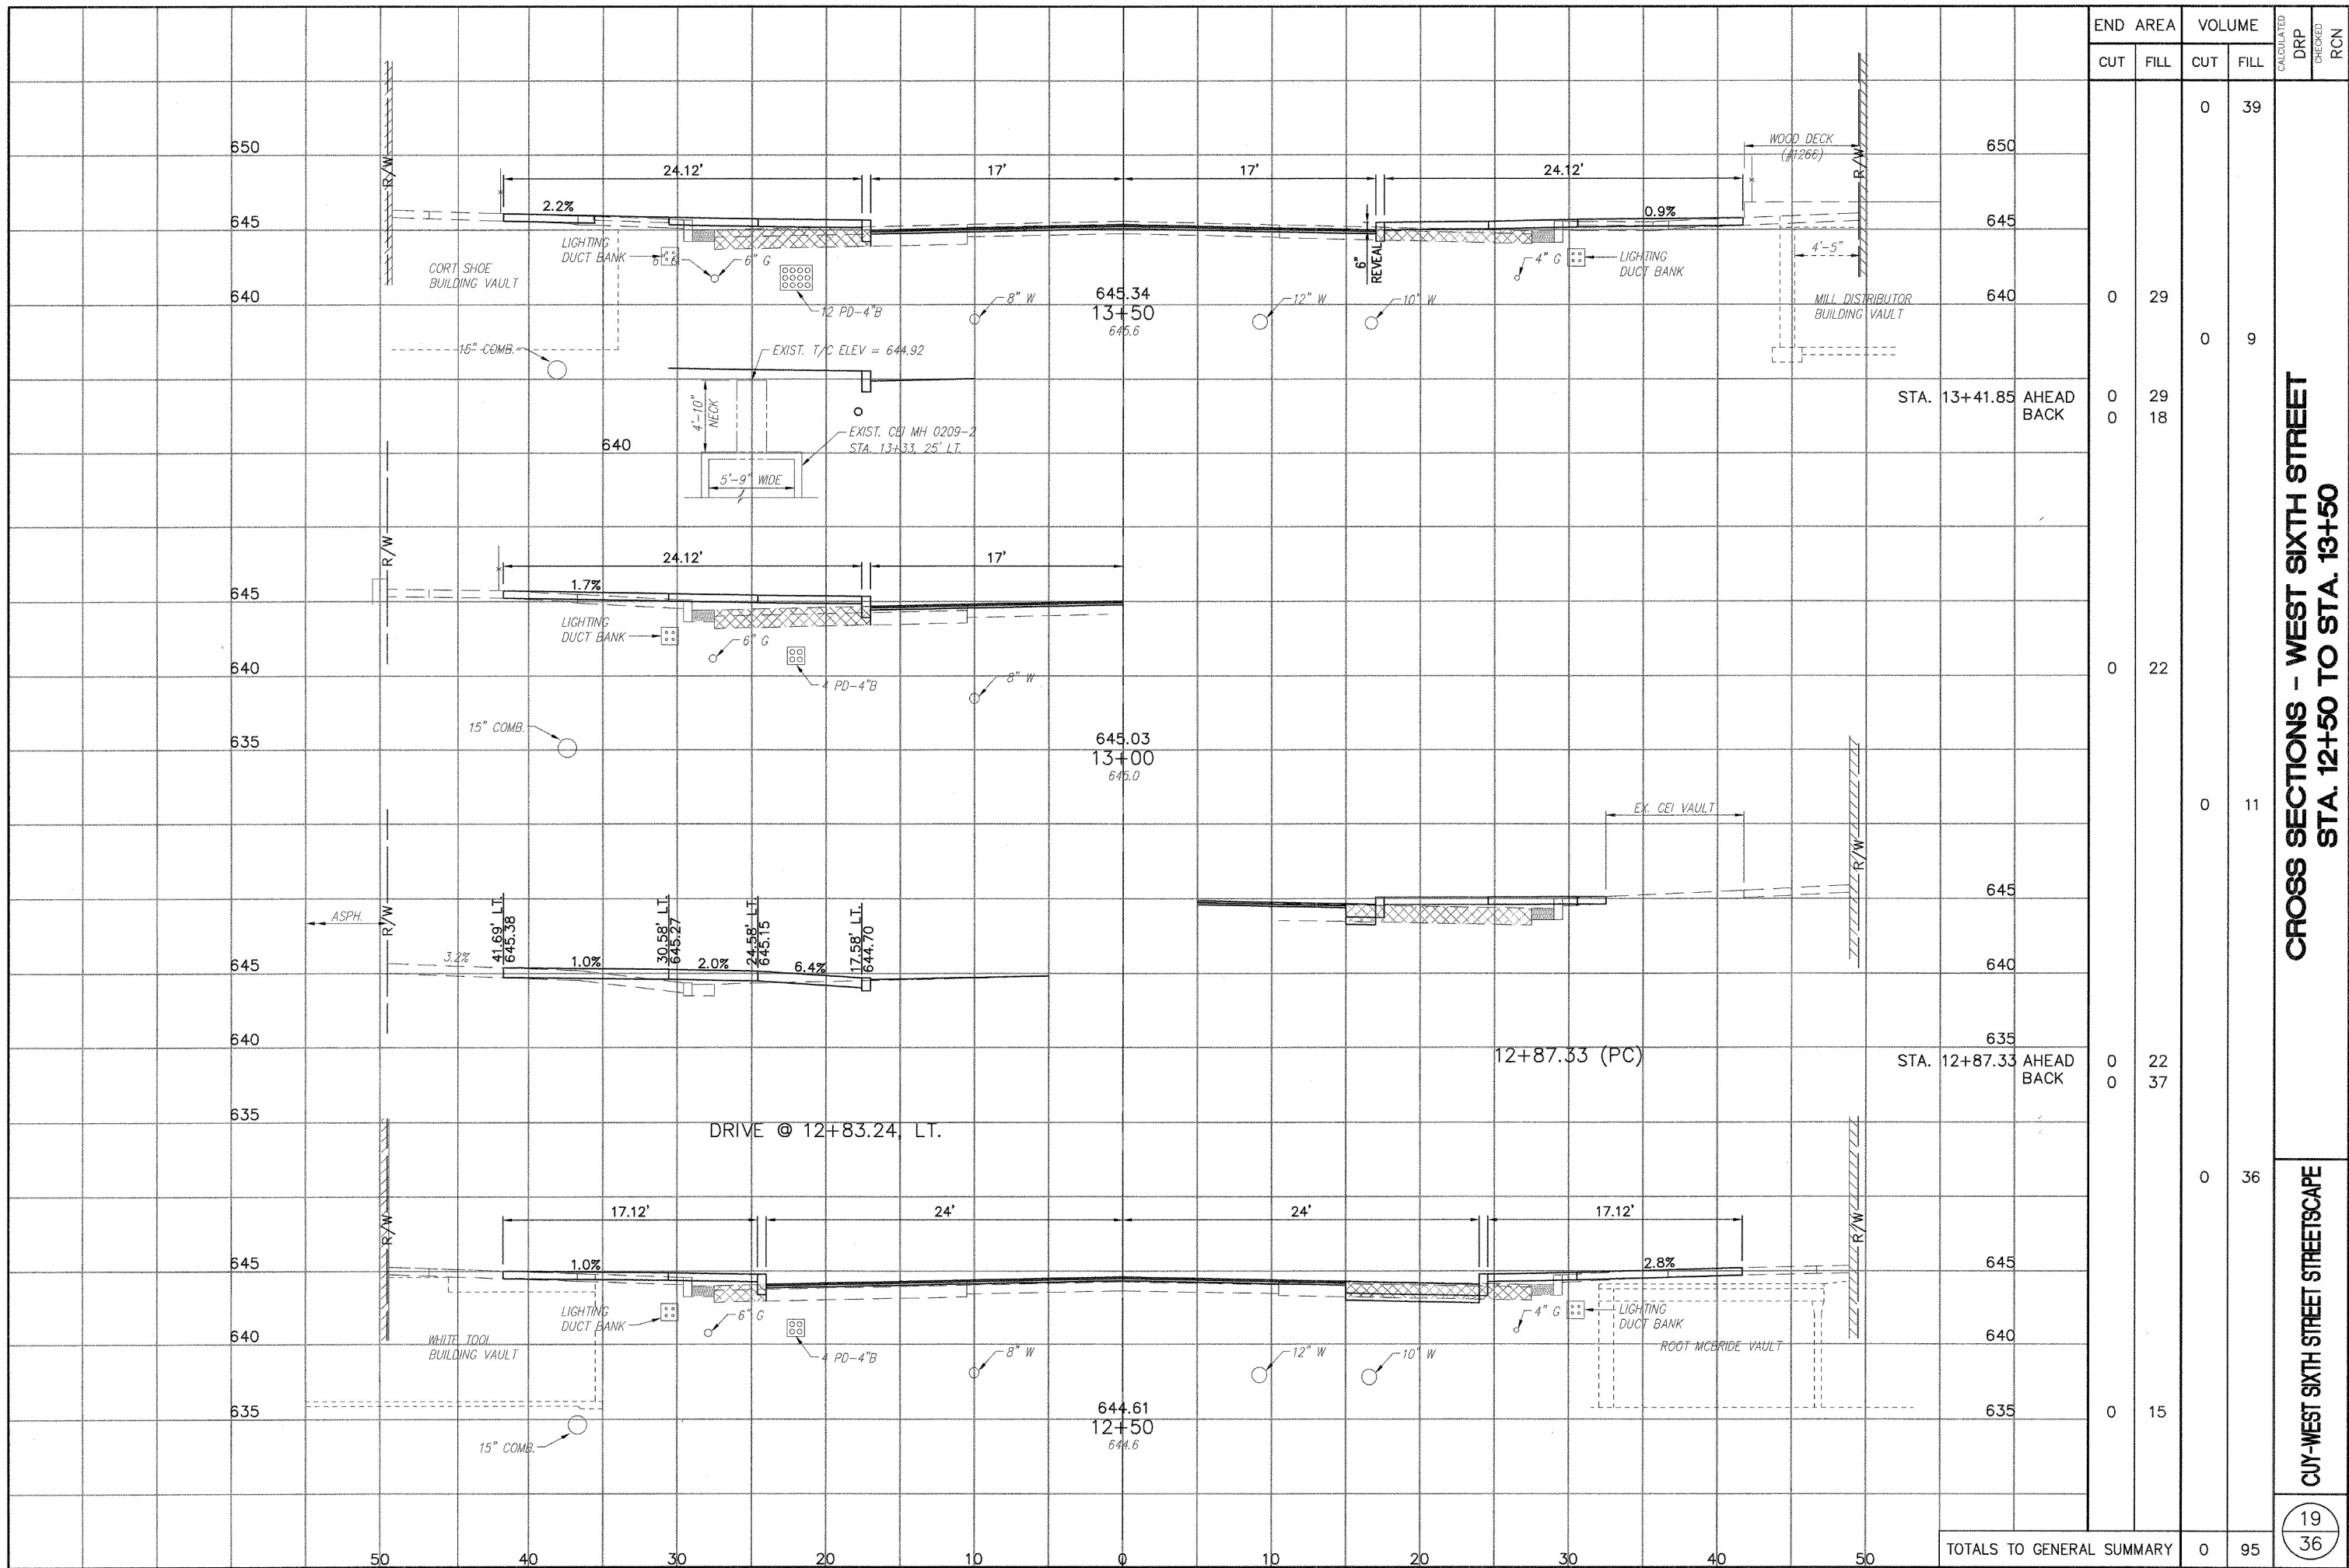 END AREA
VOLUME
CUT
FILL
CUT
FILL
CALCULATED
DRP
CHECKED
RCN
0 39
650
R/W
24.12'
17'
17'
24.12'
WOOD DECK
(#1266)
R/W
650
645
2.2%
0.9%
645
LIGHTING
DUCT BANK
6" G
6" G
6"
REVEAL
4" G
LIGHTING
DUCT BANK
4'-5"
CORT SHOE
BUILDING VAULT
640
12 PD-4"B
8" W
645.34
13+50
645.6
12" W
10" W
MILL DISTRIBUTOR
BUILDING VAULT
640
0 29
0 9
15" COMB.
EXIST. T/C ELEV = 644.92
4'-10"
NECK
STA. 13+41.85 AHEAD 0 29
BACK 0 18
640
EXIST. CEI MH 0209-2
STA. 13+33, 25' LT.
5'-9" WIDE
R/W
24.12'
17'
645
1.7%
LIGHTING
DUCT BANK
6" G
640
4 PD-4"B
8" W
0 22
15" COMB.
635
645.03
13+00
645.0
EX. CEI VAULT
0 11
R/W
645
ASPH.
R/W
41.69' LT.
645.38
30.58' LT.
645.27
24.58' LT.
645.15
17.58' LT.
644.70
3.2%
1.0%
2.0%
6.4%
645
640
640
635
12+87.33 (PC)
STA. 12+87.33 AHEAD 0 22
BACK 0 37
635
DRIVE @ 12+83.24, LT.
0 36
R/W
17.12'
24'
24'
17.12'
R/W
645
1.0%
2.8%
645
LIGHTING
DUCT BANK
6" G
4" G
LIGHTING
DUCT BANK
640
WHITE TOOL
BUILDING VAULT
4 PD-4"B
8" W
12" W
10" W
ROOT MCBRIDE VAULT
640
635
644.61
12+50
644.6
635
0 15
15" COMB.
50 40 30 20 10 0 10 20 30 40 50
TOTALS TO GENERAL SUMMARY 0 95
CROSS SECTIONS - WEST SIXTH STREET
STA. 12+50 TO STA. 13+50
CUY-WEST SIXTH STREET STREETSCAPE
19
36